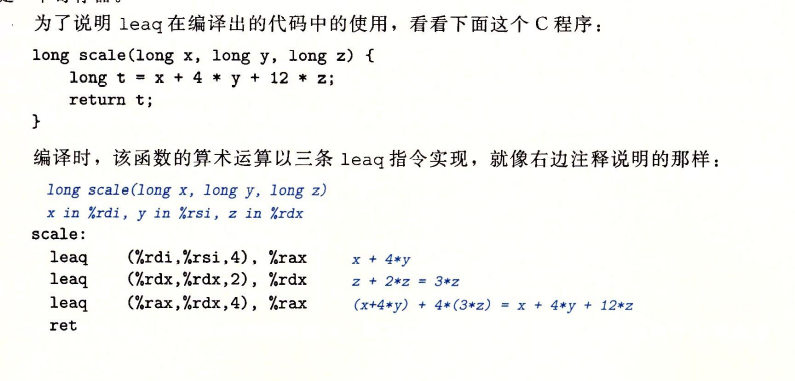 为了说明 leaq 在编译出的代码中的使用，看看下面这个 C 程序：
long scale(long x, long y, long z) {
    long t = x + 4 * y + 12 * z;
    return t;
}
编译时，该函数的算术运算以三条 leaq 指令实现，就像右边注释说明的那样：
long scale(long x, long y, long z)
x in %rdi, y in %rsi, z in %rdx
scale:
  leaq    (%rdi,%rsi,4), %rax    x + 4*y
  leaq    (%rdx,%rdx,2), %rdx    z + 2*z = 3*z
  leaq    (%rax,%rdx,4), %rax    (x+4*y) + 4*(3*z) = x + 4*y + 12*z
  ret